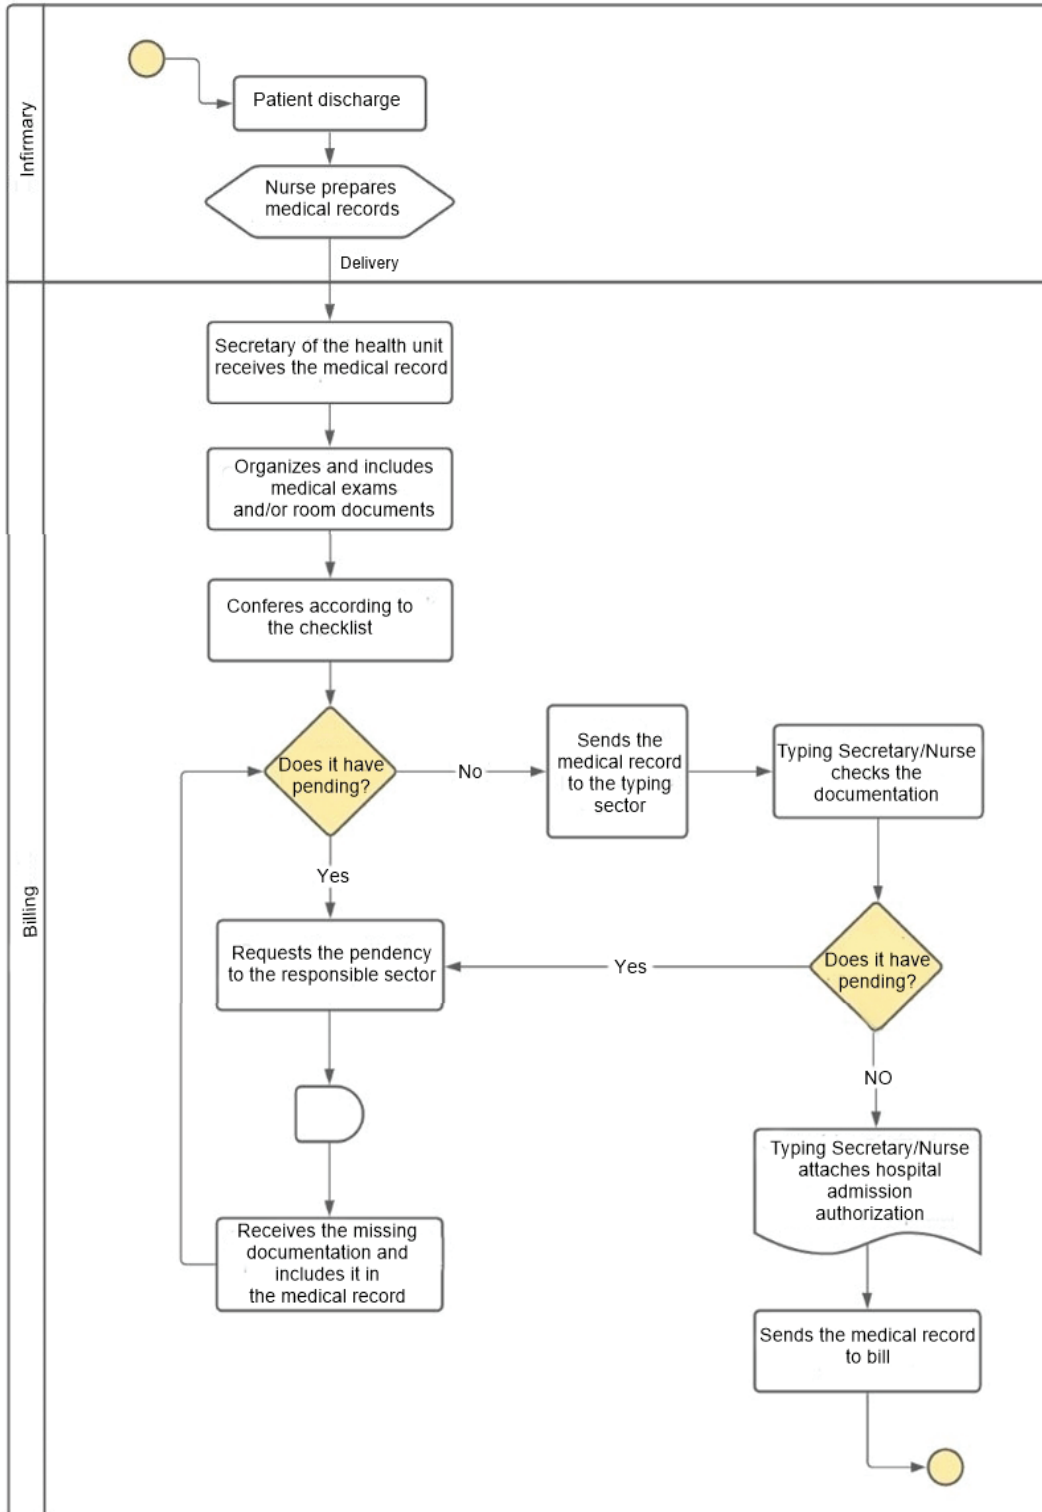 Infirmary
Patient discharge
Nurse prepares
medical records
Delivery
Billing
Secretary of the health unit
receives the medical record
Organizes and includes
medical exams
and/or room documents
Conferes according to
the checklist
Does it have
pending?
No
Sends the
medical record
to the typing
sector
Typing Secretary/Nurse
checks the
documentation
Yes
Requests the pendency
to the responsible sector
Yes
Does it have
pending?
NO
Receives the missing
documentation and
includes it in
the medical record
Typing Secretary/Nurse
attaches hospital
admission
authorization
Sends the medical record
to bill